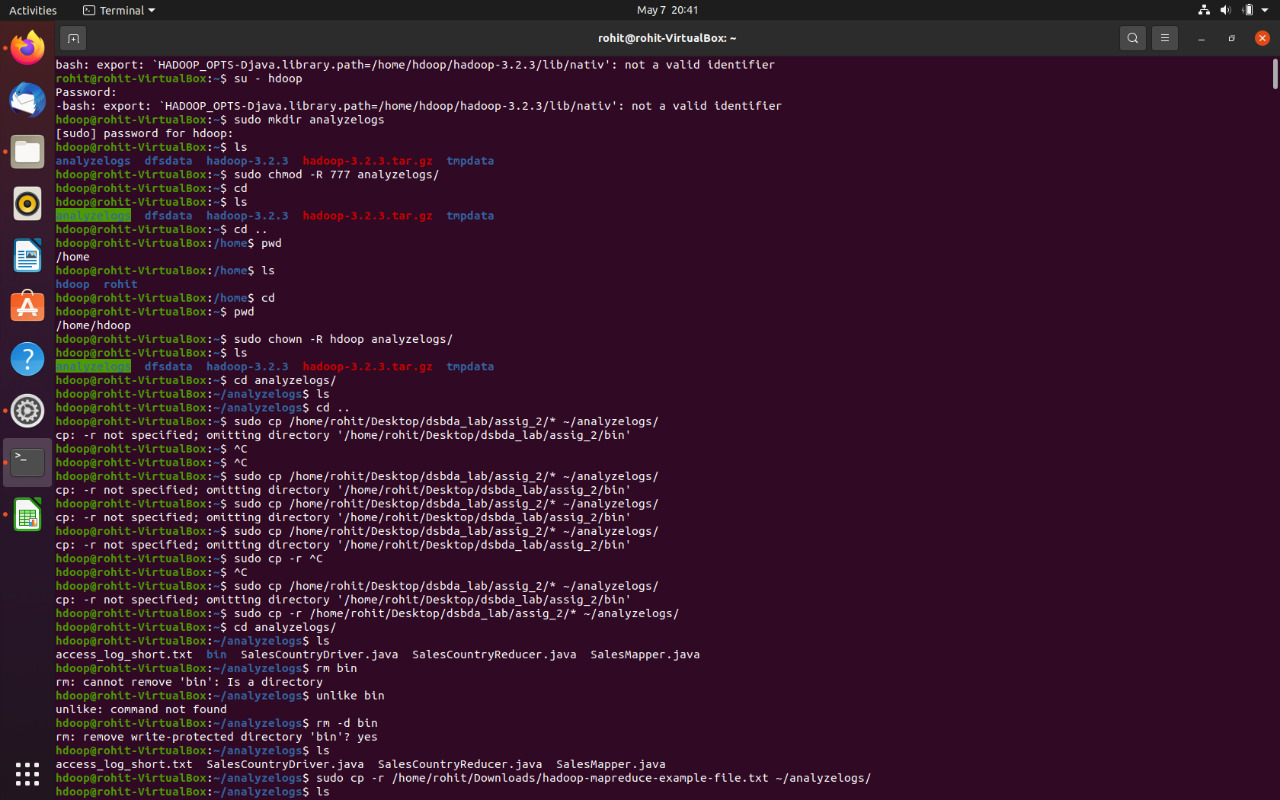 Activities
Terminal
May 7 20:41
rohit@rohit-VirtualBox: ~
bash: export: `HADOOP_OPTS-Djava.library.path=/home/hdoop/hadoop-3.2.3/lib/nativ': not a valid identifier
rohit@rohit-VirtualBox:~$ su - hdoop
Password:
-bash: export: `HADOOP_OPTS-Djava.library.path=/home/hdoop/hadoop-3.2.3/lib/nativ': not a valid identifier
hdoop@rohit-VirtualBox:~$ sudo mkdir analyzelogs
[sudo] password for hdoop:
hdoop@rohit-VirtualBox:~$ ls
analyzelogs  dfsdata  hadoop-3.2.3  hadoop-3.2.3.tar.gz  tmpdata
hdoop@rohit-VirtualBox:~$ sudo chmod -R 777 analyzelogs/
hdoop@rohit-VirtualBox:~$ cd
hdoop@rohit-VirtualBox:~$ ls
analyzelogs  dfsdata  hadoop-3.2.3  hadoop-3.2.3.tar.gz  tmpdata
hdoop@rohit-VirtualBox:~$ cd ..
hdoop@rohit-VirtualBox:/home$ pwd
/home
hdoop@rohit-VirtualBox:/home$ ls
hdoop  rohit
hdoop@rohit-VirtualBox:/home$ cd
hdoop@rohit-VirtualBox:~$ pwd
/home/hdoop
hdoop@rohit-VirtualBox:~$ sudo chown -R hdoop analyzelogs/
hdoop@rohit-VirtualBox:~$ ls
analyzelogs  dfsdata  hadoop-3.2.3  hadoop-3.2.3.tar.gz  tmpdata
hdoop@rohit-VirtualBox:~$ cd analyzelogs/
hdoop@rohit-VirtualBox:~/analyzelogs$ ls
hdoop@rohit-VirtualBox:~/analyzelogs$ cd ..
hdoop@rohit-VirtualBox:~$ sudo cp /home/rohit/Desktop/dsbda_lab/assig_2/* ~/analyzelogs/
cp: -r not specified; omitting directory '/home/rohit/Desktop/dsbda_lab/assig_2/bin'
hdoop@rohit-VirtualBox:~$ ^C
hdoop@rohit-VirtualBox:~$ ^C
hdoop@rohit-VirtualBox:~$ sudo cp /home/rohit/Desktop/dsbda_lab/assig_2/* ~/analyzelogs/
cp: -r not specified; omitting directory '/home/rohit/Desktop/dsbda_lab/assig_2/bin'
hdoop@rohit-VirtualBox:~$ sudo cp /home/rohit/Desktop/dsbda_lab/assig_2/* ~/analyzelogs/
cp: -r not specified; omitting directory '/home/rohit/Desktop/dsbda_lab/assig_2/bin'
hdoop@rohit-VirtualBox:~$ sudo cp /home/rohit/Desktop/dsbda_lab/assig_2/* ~/analyzelogs/
cp: -r not specified; omitting directory '/home/rohit/Desktop/dsbda_lab/assig_2/bin'
hdoop@rohit-VirtualBox:~$ sudo cp -r ^C
hdoop@rohit-VirtualBox:~$ ^C
hdoop@rohit-VirtualBox:~$ sudo cp /home/rohit/Desktop/dsbda_lab/assig_2/* ~/analyzelogs/
cp: -r not specified; omitting directory '/home/rohit/Desktop/dsbda_lab/assig_2/bin'
hdoop@rohit-VirtualBox:~$ sudo cp -r /home/rohit/Desktop/dsbda_lab/assig_2/* ~/analyzelogs/
hdoop@rohit-VirtualBox:~$ cd analyzelogs/
hdoop@rohit-VirtualBox:~/analyzelogs$ ls
access_log_short.txt  bin  SalesCountryDriver.java  SalesCountryReducer.java  SalesMapper.java
hdoop@rohit-VirtualBox:~/analyzelogs$ rm bin
rm: cannot remove 'bin': Is a directory
hdoop@rohit-VirtualBox:~/analyzelogs$ unlike bin
unlike: command not found
hdoop@rohit-VirtualBox:~/analyzelogs$ rm -d bin
rm: remove write-protected directory 'bin'? yes
hdoop@rohit-VirtualBox:~/analyzelogs$ ls
access_log_short.txt  SalesCountryDriver.java  SalesCountryReducer.java  SalesMapper.java
hdoop@rohit-VirtualBox:~/analyzelogs$ sudo cp -r /home/rohit/Downloads/hadoop-mapreduce-example-file.txt ~/analyzelogs/
hdoop@rohit-VirtualBox:~/analyzelogs$ ls